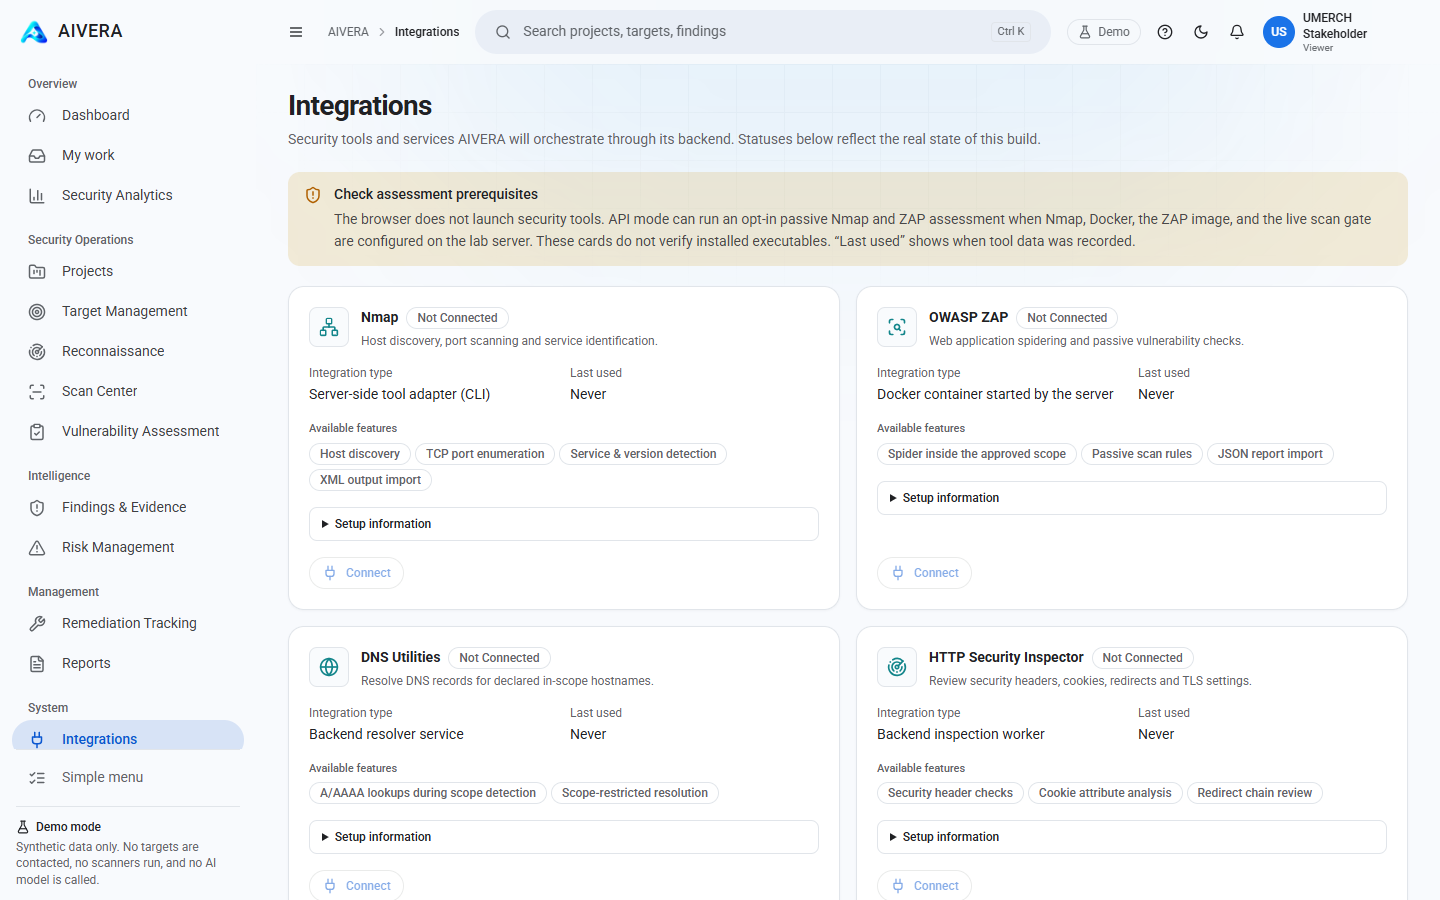 AIVERA
AIVERA > Integrations
Search projects, targets, findings
Ctrl K
Demo
US
UMERCH
Stakeholder
Viewer
Overview
Dashboard
My work
Security Analytics
Security Operations
Projects
Target Management
Reconnaissance
Scan Center
Vulnerability Assessment
Intelligence
Findings & Evidence
Risk Management
Management
Remediation Tracking
Reports
System
Integrations
Simple menu
Demo mode
Synthetic data only. No targets are
contacted, no scanners run, and no AI
model is called.
Integrations
Security tools and services AIVERA will orchestrate through its backend. Statuses below reflect the real state of this build.
Check assessment prerequisites
The browser does not launch security tools. API mode can run an opt-in passive Nmap and ZAP assessment when Nmap, Docker, the ZAP image, and the live scan gate
are configured on the lab server. These cards do not verify installed executables. “Last used” shows when tool data was recorded.
Nmap
Not Connected
Host discovery, port scanning and service identification.
Integration type
Last used
Server-side tool adapter (CLI)
Never
Available features
Host discovery
TCP port enumeration
Service & version detection
XML output import
Setup information
Connect
OWASP ZAP
Not Connected
Web application spidering and passive vulnerability checks.
Integration type
Last used
Docker container started by the server
Never
Available features
Spider inside the approved scope
Passive scan rules
JSON report import
Setup information
Connect
DNS Utilities
Not Connected
Resolve DNS records for declared in-scope hostnames.
Integration type
Last used
Backend resolver service
Never
Available features
A/AAAA lookups during scope detection
Scope-restricted resolution
Setup information
Connect
HTTP Security Inspector
Not Connected
Review security headers, cookies, redirects and TLS settings.
Integration type
Last used
Backend inspection worker
Never
Available features
Security header checks
Cookie attribute analysis
Redirect chain review
Setup information
Connect